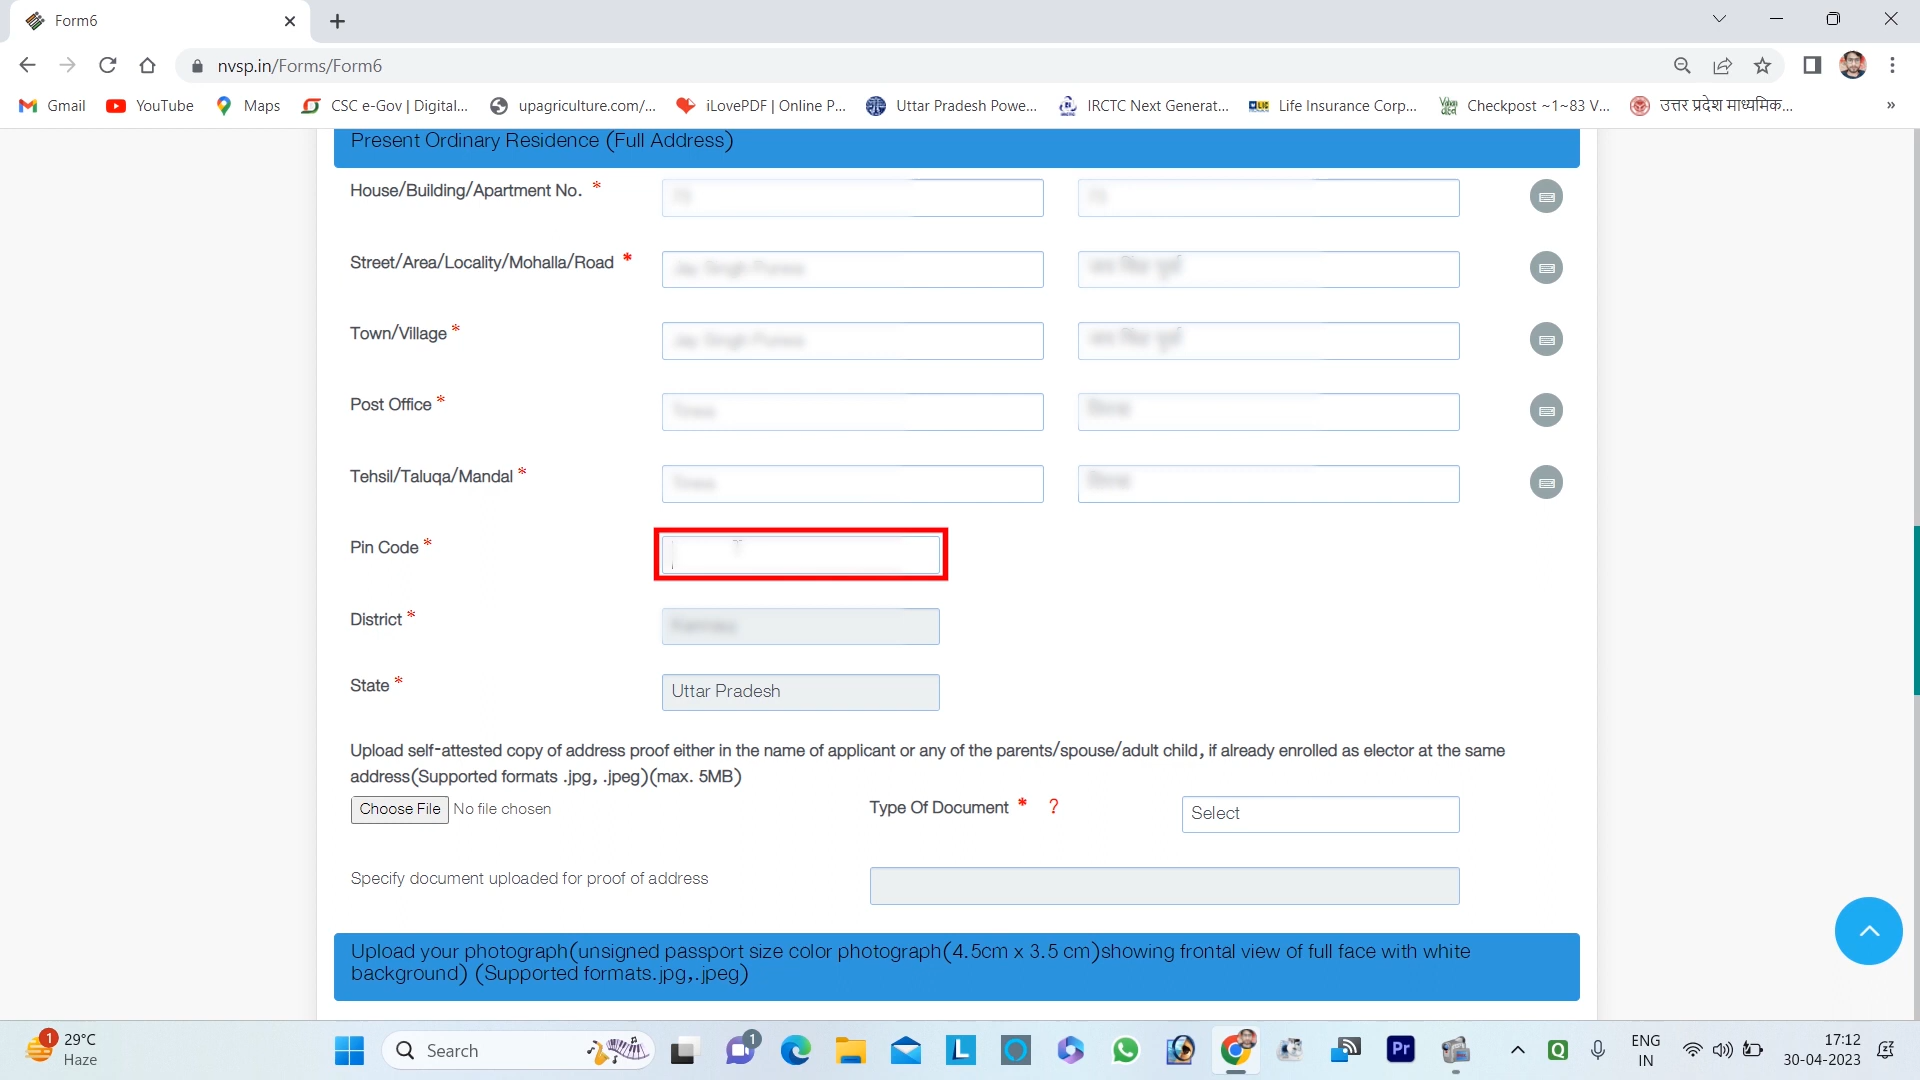 Form6
nvsp.in/Forms/Form6
Gmail
YouTube
Maps
CSC e-Gov | Digital...
upagriculture.com/...
iLovePDF | Online P...
Uttar Pradesh Powe...
IRCTC Next Generat...
Life Insurance Corp...
Checkpost ~1~83 V...
उत्तर प्रदेश माध्यमिक...
»
Present Ordinary Residence (Full Address)
House/Building/Apartment No. *
Street/Area/Locality/Mohalla/Road *
Town/Village *
Post Office *
Tehsil/Taluqa/Mandal *
Pin Code *
District *
State *
Uttar Pradesh
Upload self-attested copy of address proof either in the name of applicant or any of the parents/spouse/adult child, if already enrolled as elector at the same
address(Supported formats .jpg, .jpeg)(max. 5MB)
Choose File No file chosen
Type Of Document * ?
Select
Specify document uploaded for proof of address
Upload your photograph(unsigned passport size color photograph(4.5cm x 3.5 cm)showing frontal view of full face with white
background) (Supported formats.jpg,.jpeg)
1
29°C
Haze
Search
1
L
Pr
Q
ENG
IN
17:12
30-04-2023